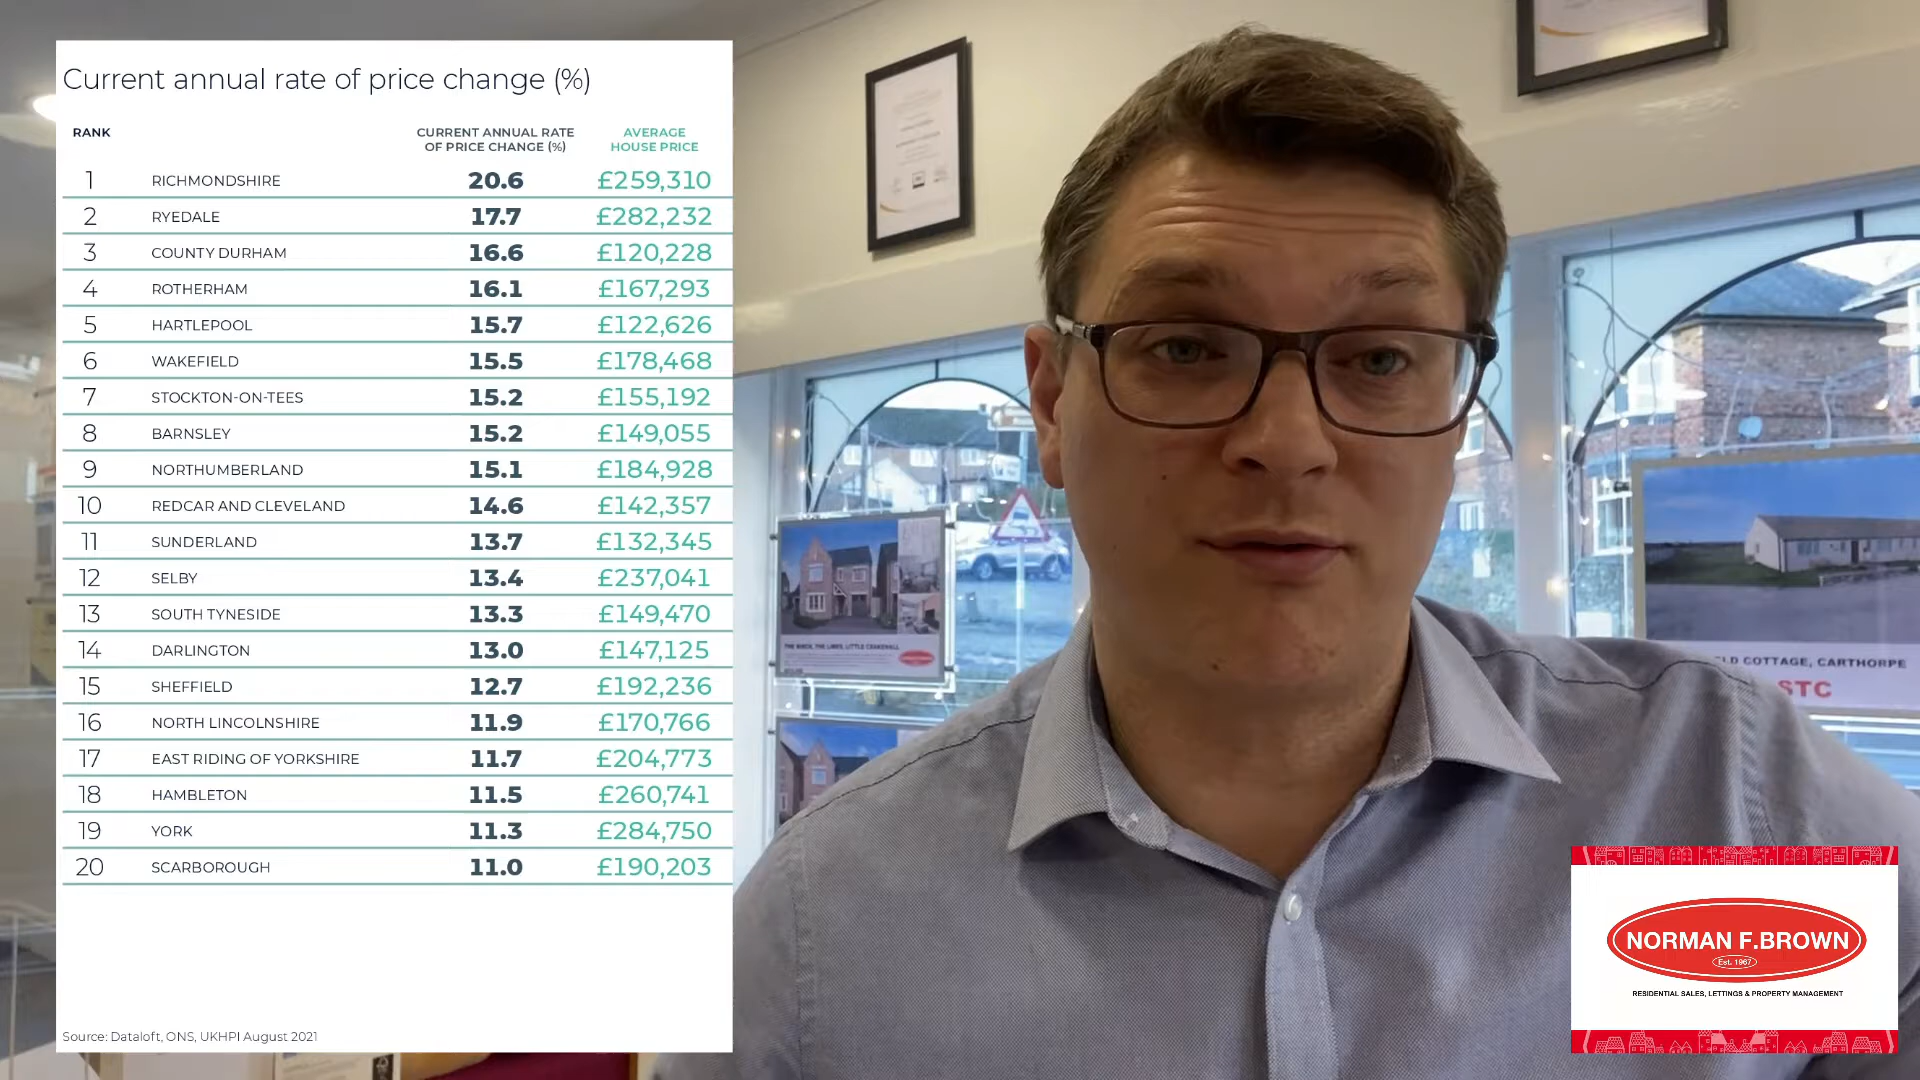 Current annual rate of price change (%)
RANK CURRENT ANNUAL RATE OF PRICE CHANGE (%) AVERAGE HOUSE PRICE
1 RICHMONDSHIRE 20.6 £259,310
2 RYEDALE 17.7 £282,232
3 COUNTY DURHAM 16.6 £120,228
4 ROTHERHAM 16.1 £167,293
5 HARTLEPOOL 15.7 £122,626
6 WAKEFIELD 15.5 £178,468
7 STOCKTON-ON-TEES 15.2 £155,192
8 BARNSLEY 15.2 £149,055
9 NORTHUMBERLAND 15.1 £184,928
10 REDCAR AND CLEVELAND 14.6 £142,357
11 SUNDERLAND 13.7 £132,345
12 SELBY 13.4 £237,041
13 SOUTH TYNESIDE 13.3 £149,470
14 DARLINGTON 13.0 £147,125
15 SHEFFIELD 12.7 £192,236
16 NORTH LINCOLNSHIRE 11.9 £170,766
17 EAST RIDING OF YORKSHIRE 11.7 £204,773
18 HAMBLETON 11.5 £260,741
19 YORK 11.3 £284,750
20 SCARBOROUGH 11.0 £190,203
Source: Dataloft, ONS, UKHPI August 2021
LD COTTAGE, CARTHORPE
STC
NORMAN F.BROWN
Est. 1967
RESIDENTIAL SALES, LETTINGS & PROPERTY MANAGEMENT